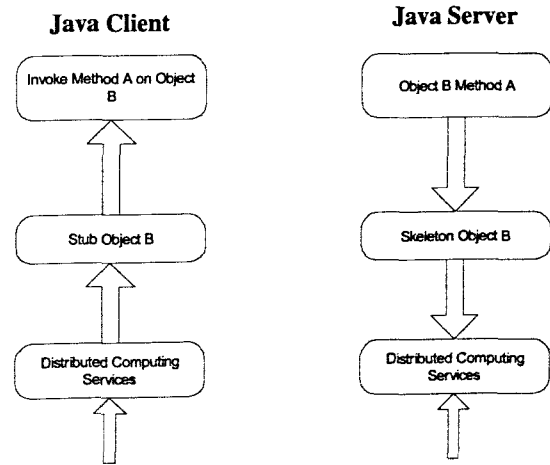 Java Client
Invoke Method A on Object
B
Stub Object B
Distributed Computing
Services
Java Server
Object B Method A
Skeleton Object B
Distributed Computing
Services